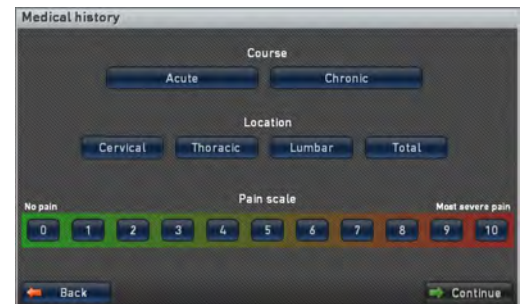 Medical history
Course
Acute Chronic
Location
Cervical Thoracic Lumbar Total
Pain scale
No pain Most severe pain
0 1 2 3 4 5 6 7 8 9 10
Back Continue